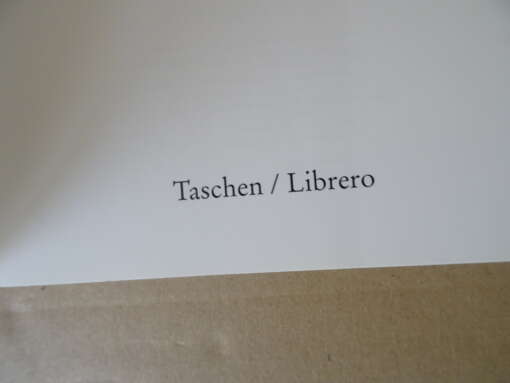 Taschen / Librero